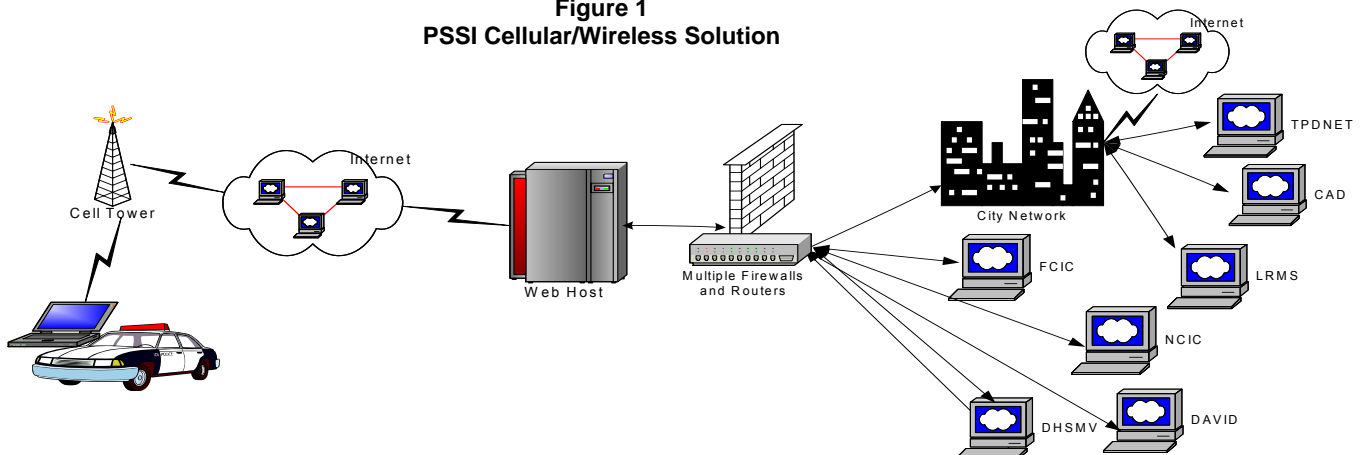 Figure 1
PSSI Cellular/Wireless Solution
Internet
TPDNET
Internet
CAD
Cell Tower
City Network
FCIC
LRMS
Multiple Firewalls
and Routers
Web Host
NCIC
DHSMV
DAVID